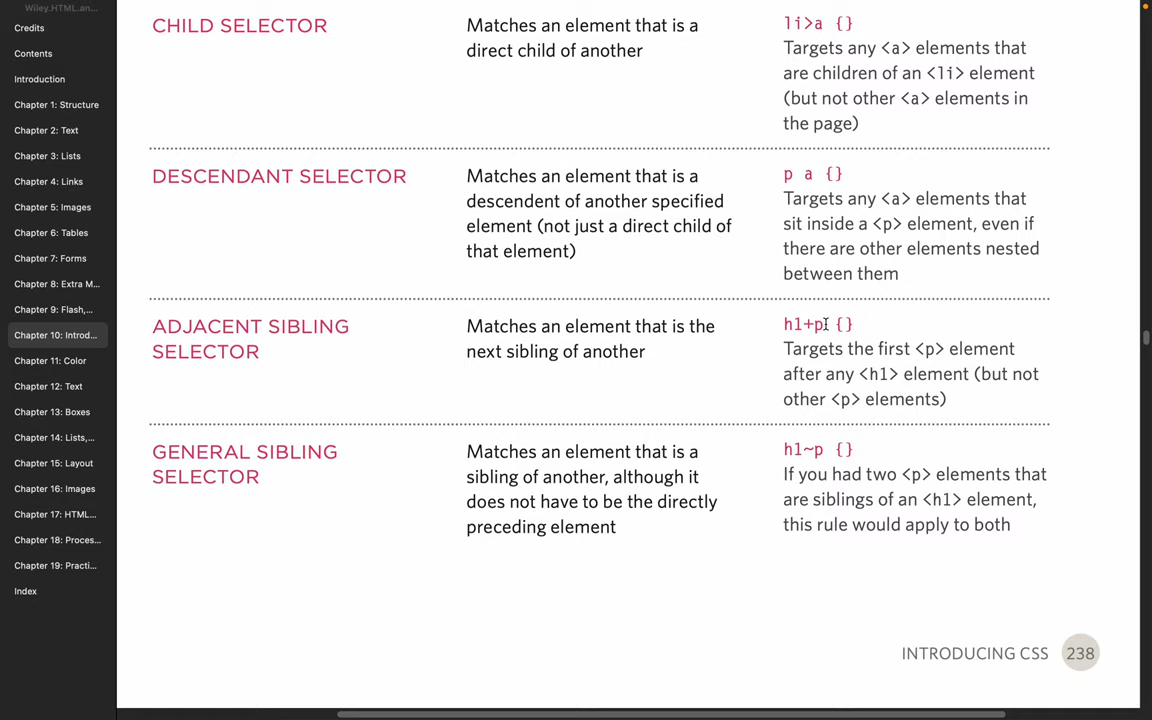 Wiley.HTML.an...
Credits
Contents
Introduction
Chapter 1: Structure
Chapter 2: Text
Chapter 3: Lists
Chapter 4: Links
Chapter 5: Images
Chapter 6: Tables
Chapter 7: Forms
Chapter 8: Extra M...
Chapter 9: Flash,...
Chapter 10: Introd...
Chapter 11: Color
Chapter 12: Text
Chapter 13: Boxes
Chapter 14: Lists,...
Chapter 15: Layout
Chapter 16: Images
Chapter 17: HTML...
Chapter 18: Proces...
Chapter 19: Practi...
Index
CHILD SELECTOR
Matches an element that is a
direct child of another
li>a {}
Targets any <a> elements that
are children of an <li> element
(but not other <a> elements in
the page)
DESCENDANT SELECTOR
Matches an element that is a
descendent of another specified
element (not just a direct child of
that element)
p a {}
Targets any <a> elements that
sit inside a <p> element, even if
there are other elements nested
between them
ADJACENT SIBLING
SELECTOR
Matches an element that is the
next sibling of another
h1+p {}
Targets the first <p> element
after any <h1> element (but not
other <p> elements)
GENERAL SIBLING
SELECTOR
Matches an element that is a
sibling of another, although it
does not have to be the directly
preceding element
h1~p {}
If you had two <p> elements that
are siblings of an <h1> element,
this rule would apply to both
INTRODUCING CSS 238